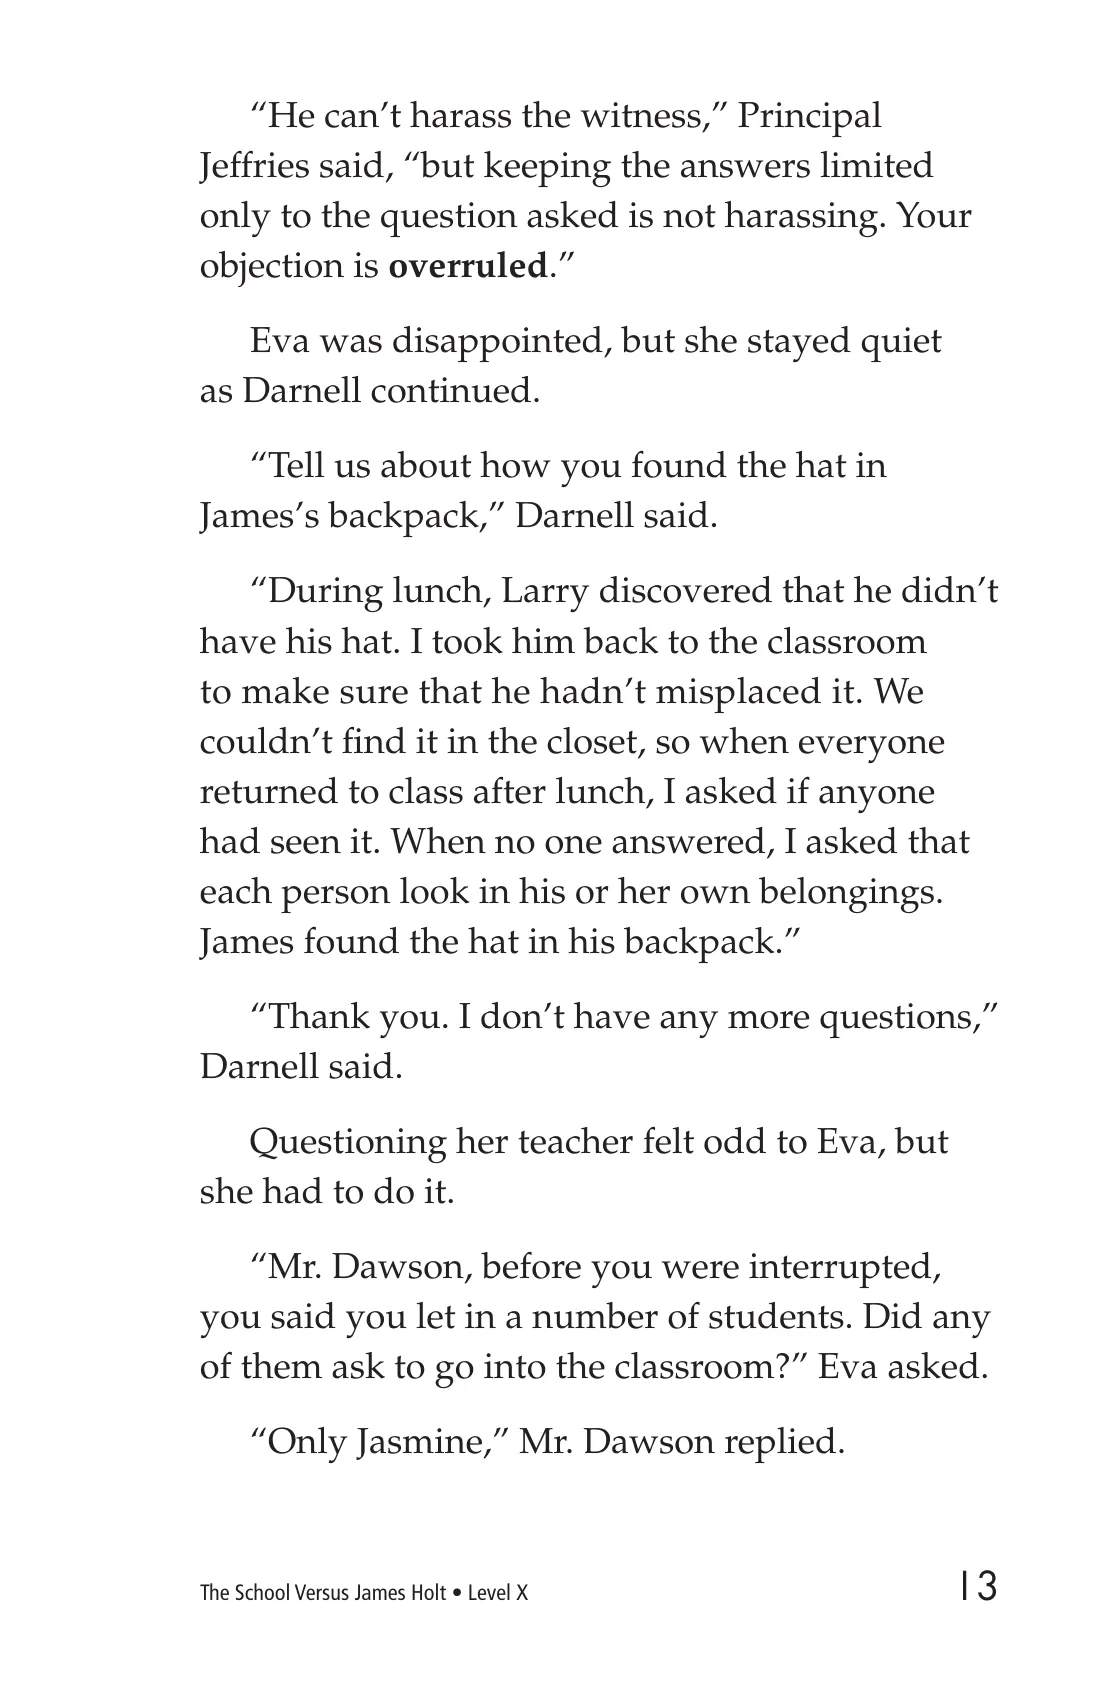 “He can’t harass the witness,” Principal
Jeffries said, “but keeping the answers limited
only to the question asked is not harassing. Your
objection is overruled.”
Eva was disappointed, but she stayed quiet
as Darnell continued.
“Tell us about how you found the hat in
James’s backpack,” Darnell said.
“During lunch, Larry discovered that he didn’t
have his hat. I took him back to the classroom
to make sure that he hadn’t misplaced it. We
couldn’t find it in the closet, so when everyone
returned to class after lunch, I asked if anyone
had seen it. When no one answered, I asked that
each person look in his or her own belongings.
James found the hat in his backpack.”
“Thank you. I don’t have any more questions,”
Darnell said.
Questioning her teacher felt odd to Eva, but
she had to do it.
“Mr. Dawson, before you were interrupted,
you said you let in a number of students. Did any
of them ask to go into the classroom?” Eva asked.
“Only Jasmine,” Mr. Dawson replied.
The School Versus James Holt • Level X
13